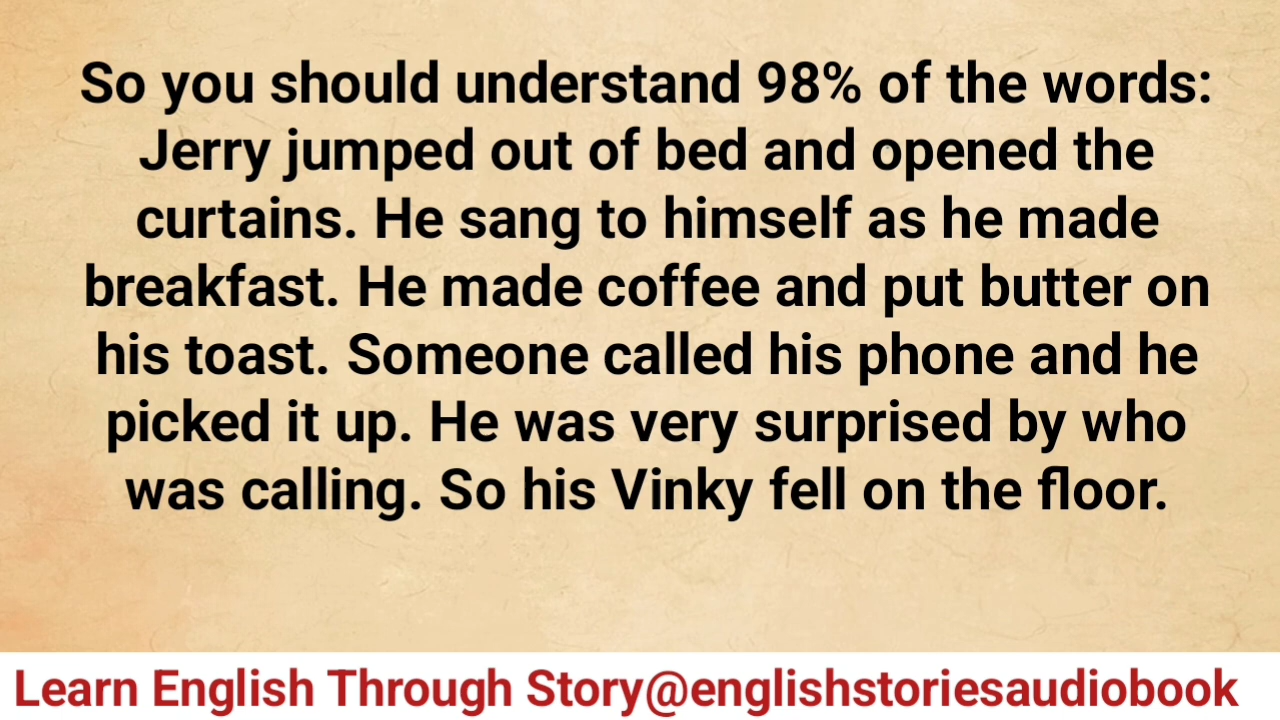 So you should understand 98% of the words:
Jerry jumped out of bed and opened the
curtains. He sang to himself as he made
breakfast. He made coffee and put butter on
his toast. Someone called his phone and he
picked it up. He was very surprised by who
was calling. So his Vinky fell on the floor.
Learn English Through Story@englishstoriesaudiobook